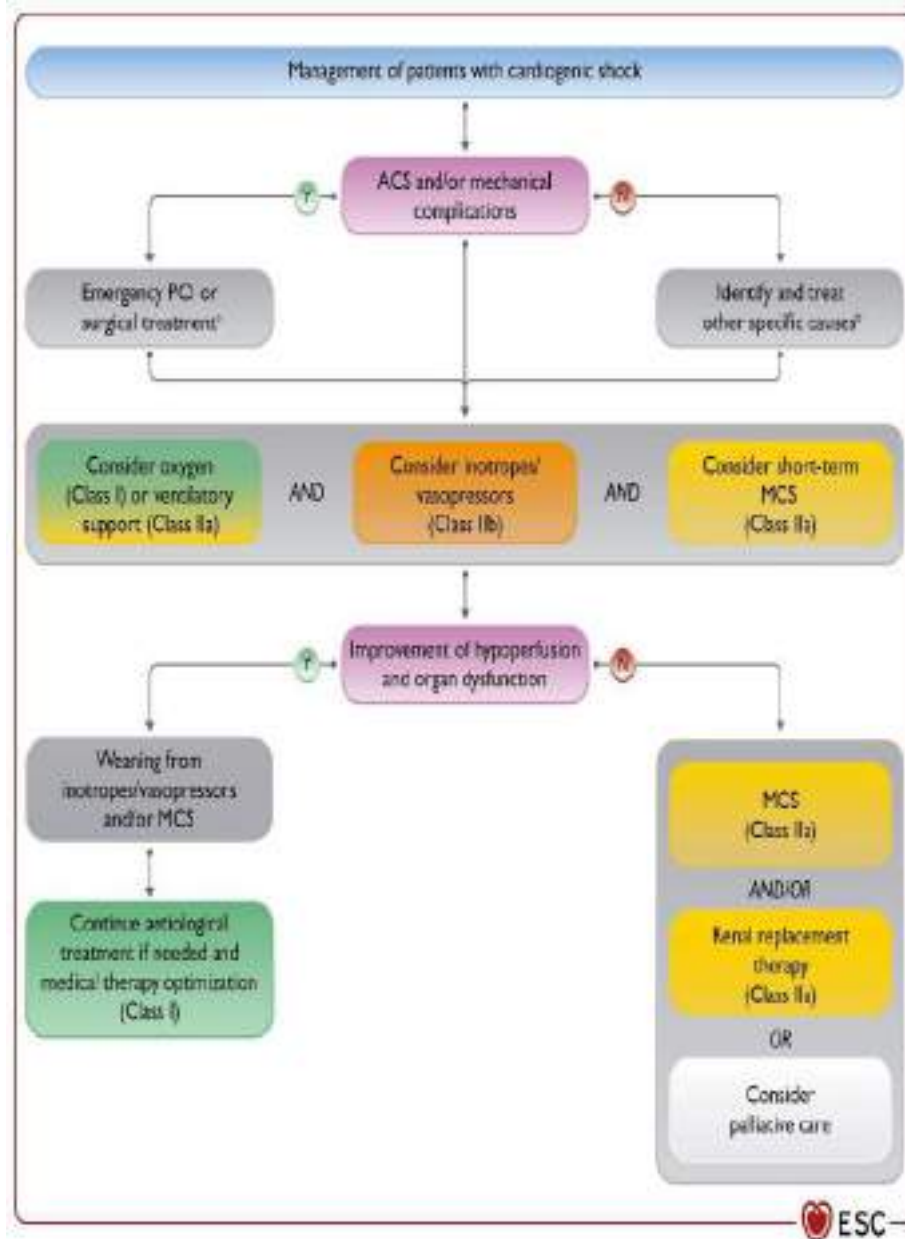 Management of patients with cardiogenic shock
ACS and/or mechanical
complications
Y
N
Emergency PCI or
surgical treatment
Identify and treat
other specific causes
Consider oxygen
(Class I) or ventilatory
support (Class IIa)
AND
Consider inotropes/
vasopressors
(Class IIb)
AND
Consider short-term
MCS
(Class IIa)
Improvement of hypoperfusion
and organ dysfunction
Y
N
Weaning from
inotropes/vasopressors
and/or MCS
Continue aetiological
treatment if needed and
medical therapy optimization
(Class I)
MCS
(Class IIa)
AND/OR
Renal replacement
therapy
(Class IIa)
OR
Consider
palliative care
ESC